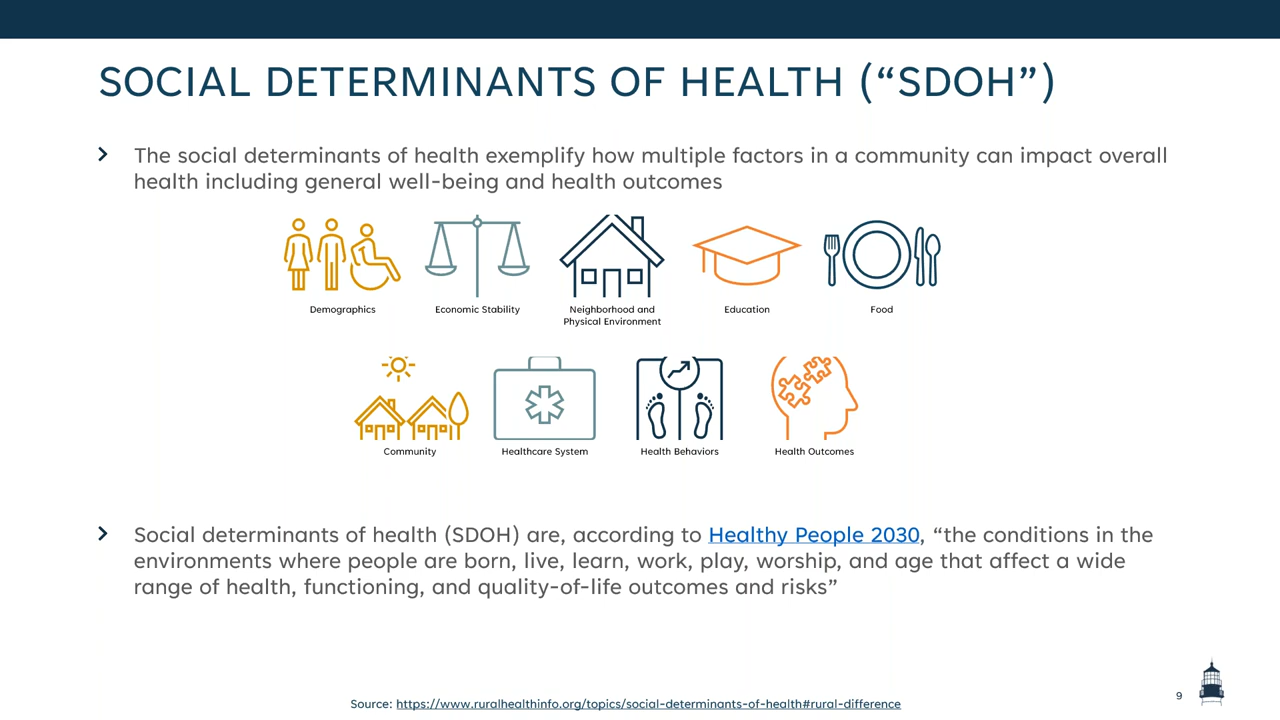 SOCIAL DETERMINANTS OF HEALTH (“SDOH”)
The social determinants of health exemplify how multiple factors in a community can impact overall
health including general well-being and health outcomes
Demographics
Economic Stability
Neighborhood and
Physical Environment
Education
Food
Community
Healthcare System
Health Behaviors
Health Outcomes
Social determinants of health (SDOH) are, according to Healthy People 2030, “the conditions in the
environments where people are born, live, learn, work, play, worship, and age that affect a wide
range of health, functioning, and quality-of-life outcomes and risks”
Source: https://www.ruralhealthinfo.org/topics/social-determinants-of-health#rural-difference
9